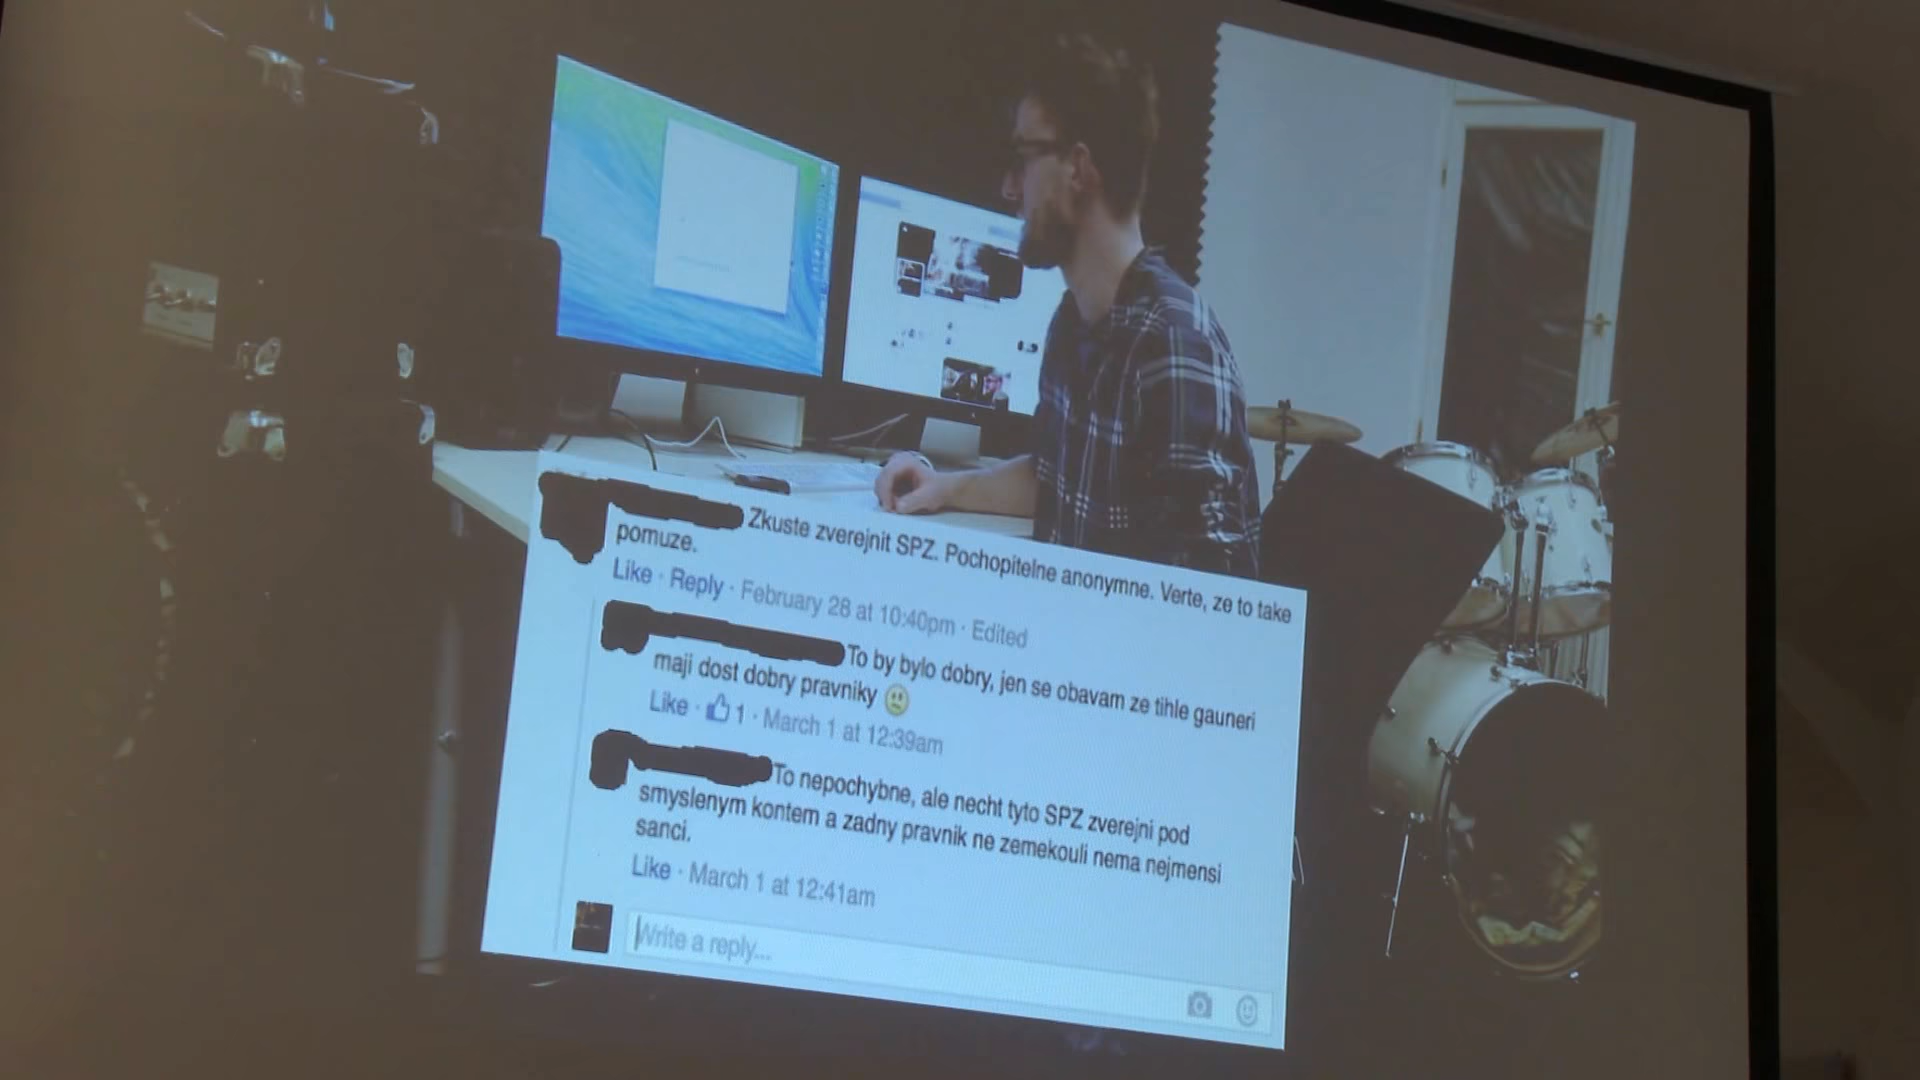 Zkuste zverejnit SPZ. Pochopitelne anonymne. Verte, ze to take
pomuze.
Like · Reply · February 28 at 10:40pm · Edited
To by bylo dobry, jen se obavam ze tihle gauneri
maji dost dobry pravniky
Like · 1 · March 1 at 12:39am
To nepochybne, ale necht tyto SPZ zverejni pod
smyslenym kontem a zadny pravnik ne zemekouli nema nejmensi
sanci.
Like · March 1 at 12:41am
Write a reply...